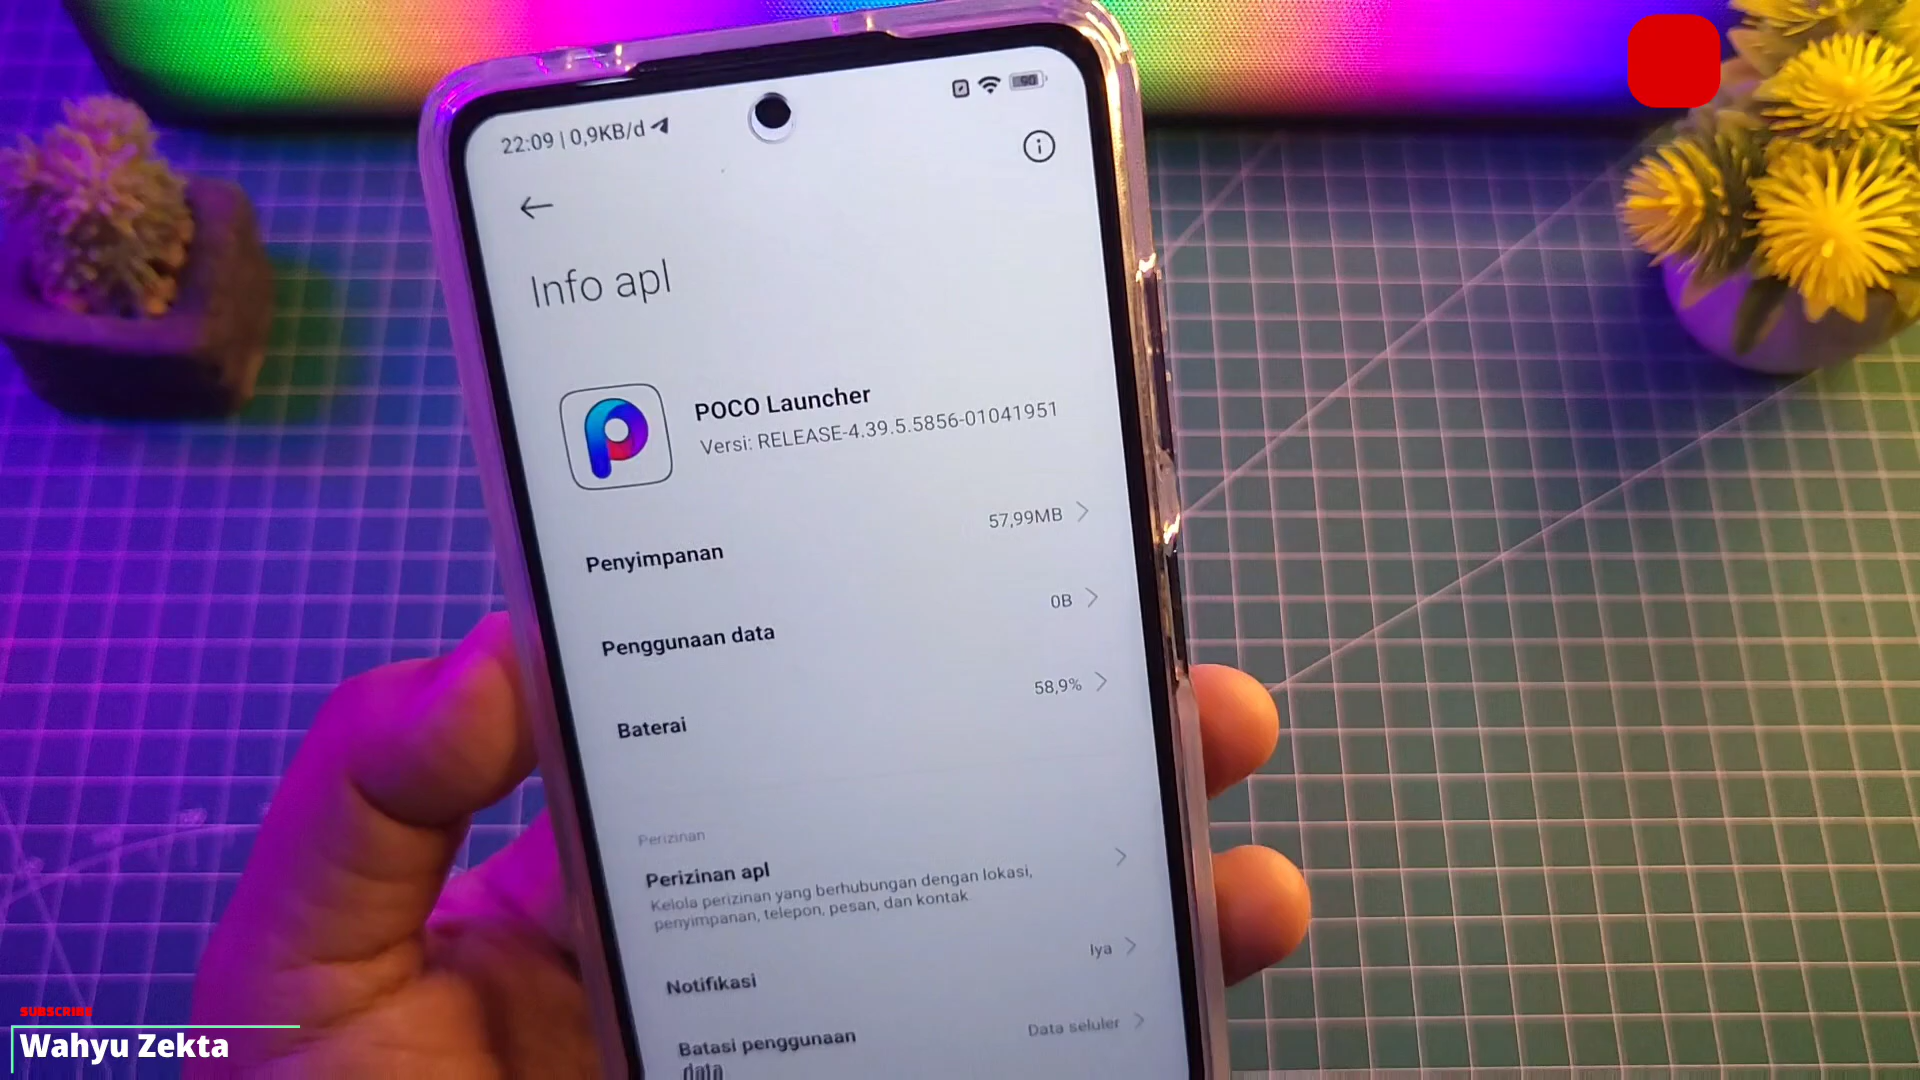 22:09 | 0,9KB/d
90
Info apl
POCO Launcher
Versi: RELEASE-4.39.5.5856-01041951
Penyimpanan
57,99MB
Penggunaan data
0B
Baterai
58,9%
Perizinan
Perizinan apl
Kelola perizinan yang berhubungan dengan lokasi,
penyimpanan, telepon, pesan, dan kontak
Notifikasi
Iya
Batasi penggunaan
data
Data seluler
SUBSCRIBE
Wahyu Zekta